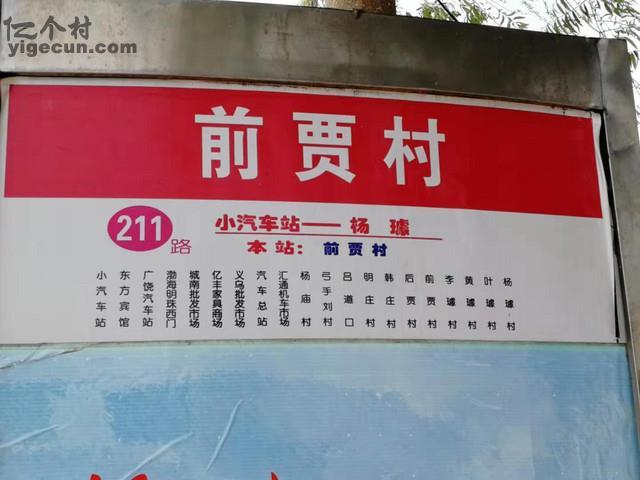 亿个村
yigecun.com
前贾村
211路
小汽车站——杨璩
本站：前贾村
小汽车站
东方宾馆
广饶汽车站
渤海明珠西门
城南批发市场
亿丰家具商场
义乌批发市场
汽车总站
汇通机车市场
杨庙村
弓手刘村
吕道口
明庄村
韩庄村
后贾村
前贾村
李璩村
黄璩村
叶璩村
杨璩村